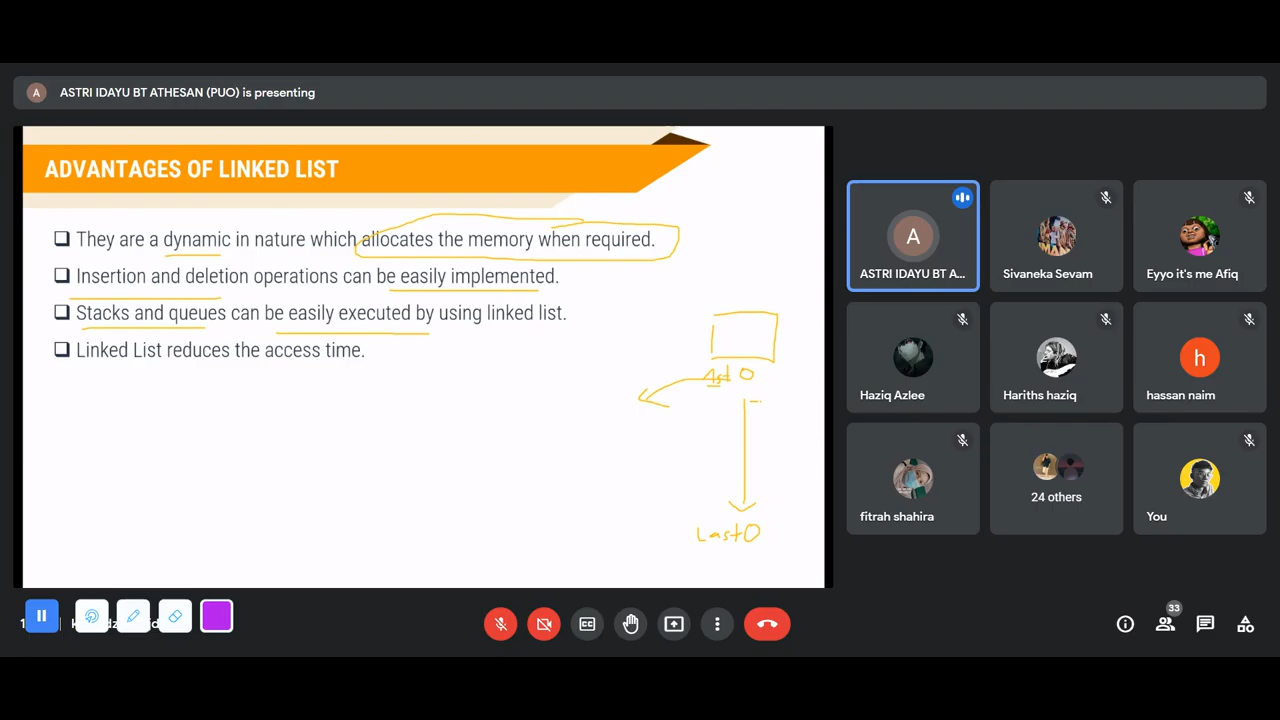 A ASTRI IDAYU BT ATHESAN (PUO) is presenting
ADVANTAGES OF LINKED LIST
They are a dynamic in nature which allocates the memory when required.
Insertion and deletion operations can be easily implemented.
Stacks and queues can be easily executed by using linked list.
Linked List reduces the access time.
1st O
Last O
A
ASTRI IDAYU BT A...
Sivaneka Sevam
Eyyo it's me Afiq
Haziq Azlee
Hariths haziq
h
hassan naim
fitrah shahira
24 others
You
CC
33